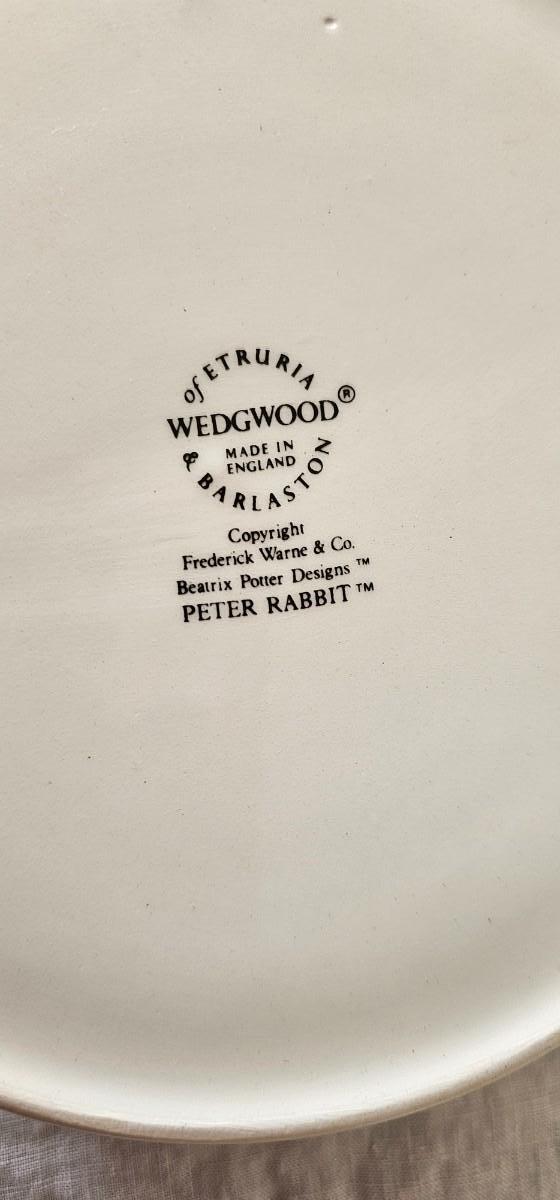 of ETRURIA
WEDGWOOD®
MADE IN
ENGLAND
& BARLASTON
Copyright
Frederick Warne & Co.
Beatrix Potter Designs ™
PETER RABBIT ™